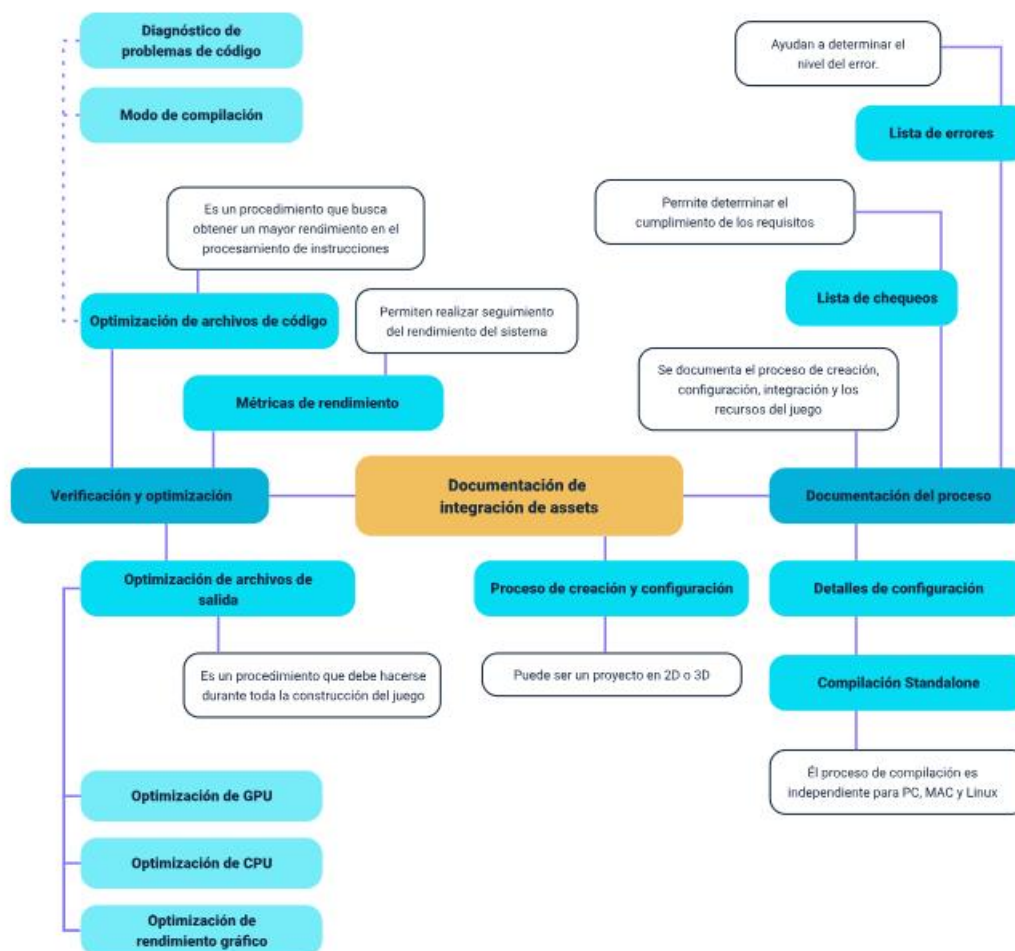 Diagnóstico de
problemas de código
Modo de compilación
Es un procedimiento que busca
obtener un mayor rendimiento en el
procesamiento de instrucciones
Optimización de archivos de código
Permiten realizar seguimiento
del rendimiento del sistema
Métricas de rendimiento
Verificación y optimización
Documentación de
integración de assets
Ayudan a determinar el
nivel del error.
Lista de errores
Permite determinar el
cumplimiento de los requisitos
Lista de chequeos
Se documenta el proceso de creación,
configuración, integración y los
recursos del juego
Documentación del proceso
Optimización de archivos de
salida
Es un procedimiento que debe hacerse
durante toda la construcción del juego
Optimización de GPU
Optimización de CPU
Optimización de
rendimiento gráfico
Proceso de creación y configuración
Puede ser un proyecto en 2D o 3D
Detalles de configuración
Compilación Standalone
Él proceso de compilación es
independiente para PC, MAC y Linux